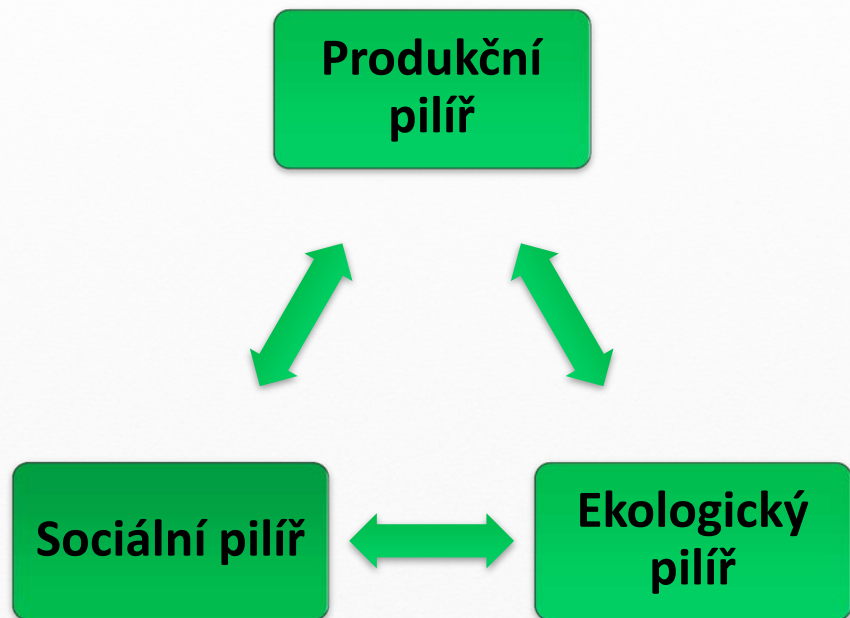 Produkční
pilíř
Sociální pilíř
Ekologický
pilíř